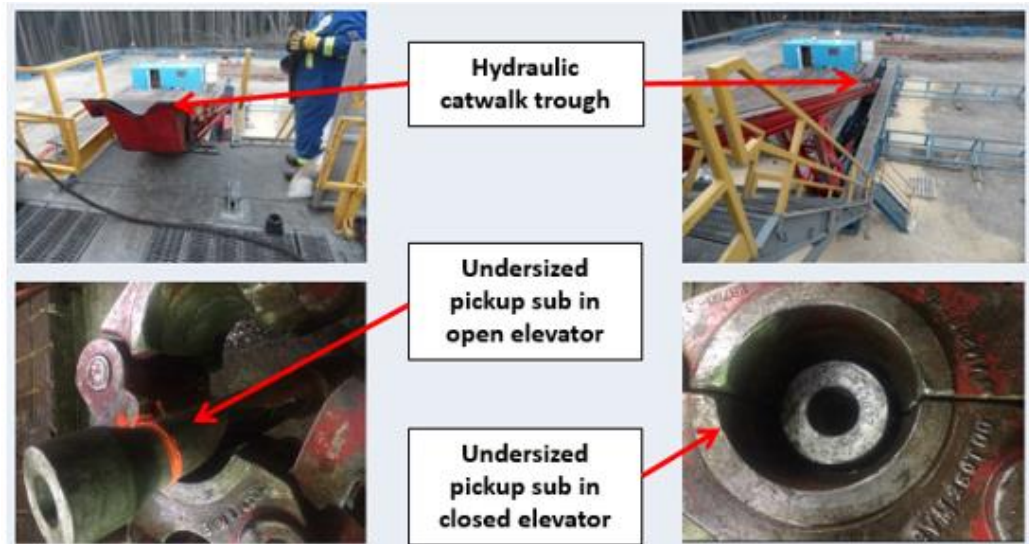 Hydraulic
catwalk trough
Undersized
pickup sub in
open elevator
Undersized
pickup sub in
closed elevator